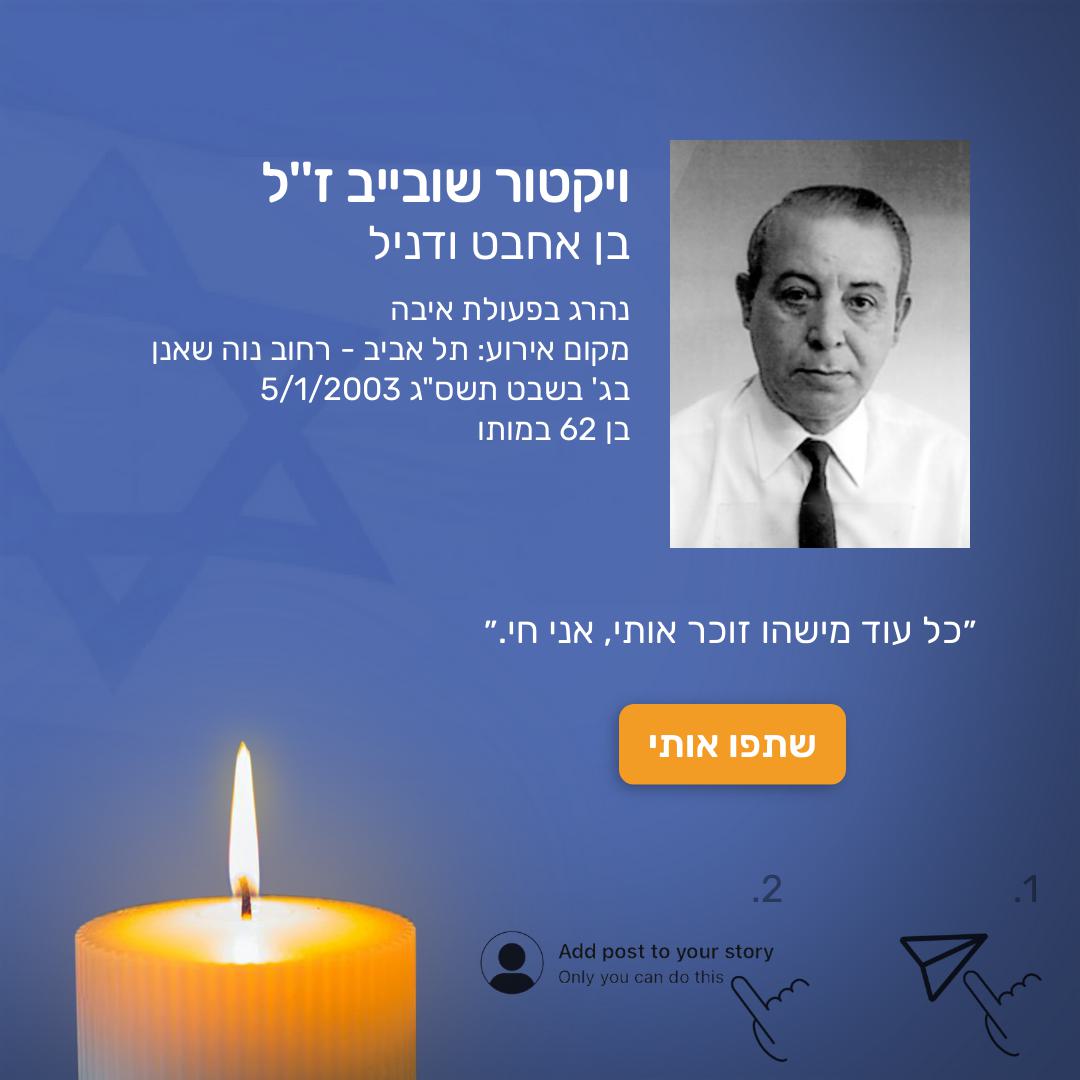 ויקטור שובייב ז"ל
בן אחבט ודניל
נהרג בפעולת איבה
מקום אירוע: תל אביב - רחוב נוה שאנן
בג' בשבט תשס"ג 5/1/2003
בן 62 במותו
״כל עוד מישהו זוכר אותי, אני חי.״
שתפו אותי
1.
2.
Add post to your story
Only you can do this